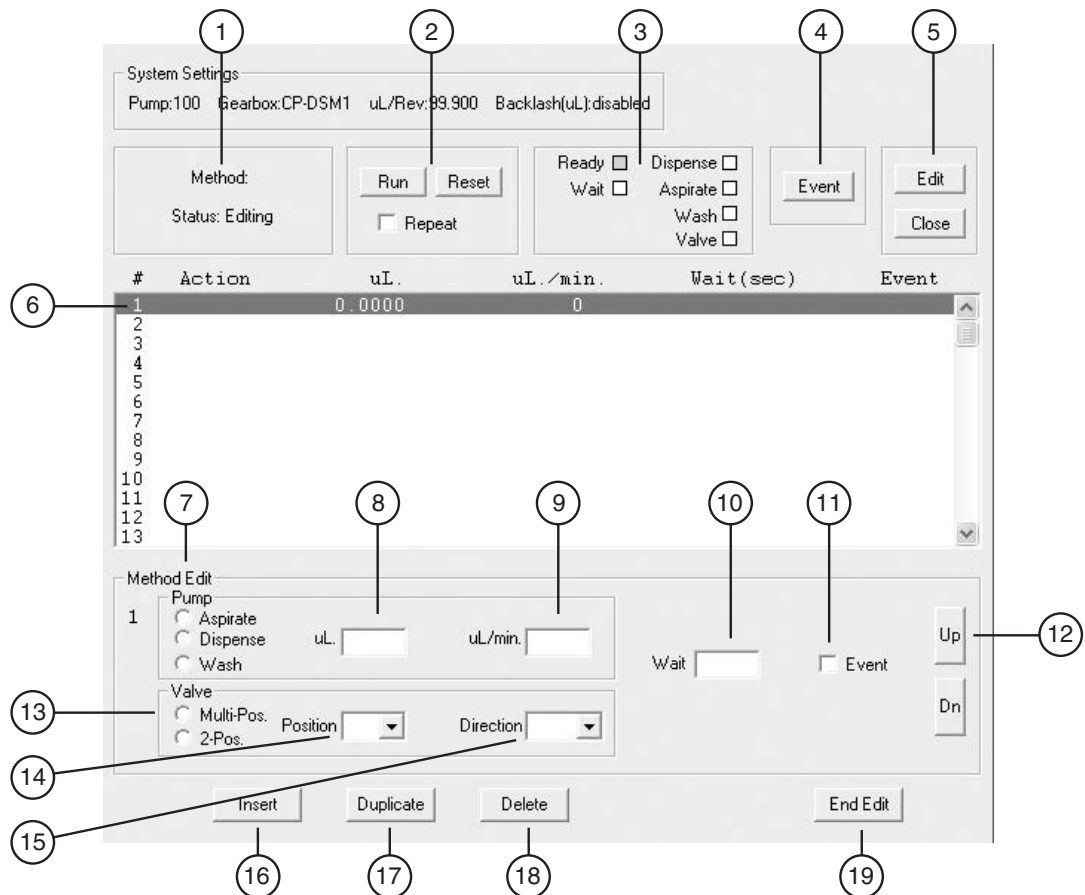 1 2 3 4 5
System Settings
Pump:100 Gearbox:CP-DSM1 uL/Rev:99.900 Backlash(uL):disabled
Method:
Status: Editing
Run Reset
Repeat
Ready Dispense
Wait Aspirate
Wash
Valve
Event
Edit
Close
# Action uL. uL./min. Wait(sec) Event
6
1 0.0000 0
2
3
4
5
6
7
8
9
10
11
12
13
7 8 9 10 11
Method Edit
1
Pump
Aspirate
Dispense
Wash
uL. uL/min.
Wait Event
Up
Dn
12
13
Valve
Multi-Pos.
2-Pos.
Position Direction
14
15
Insert Duplicate Delete End Edit
16 17 18 19